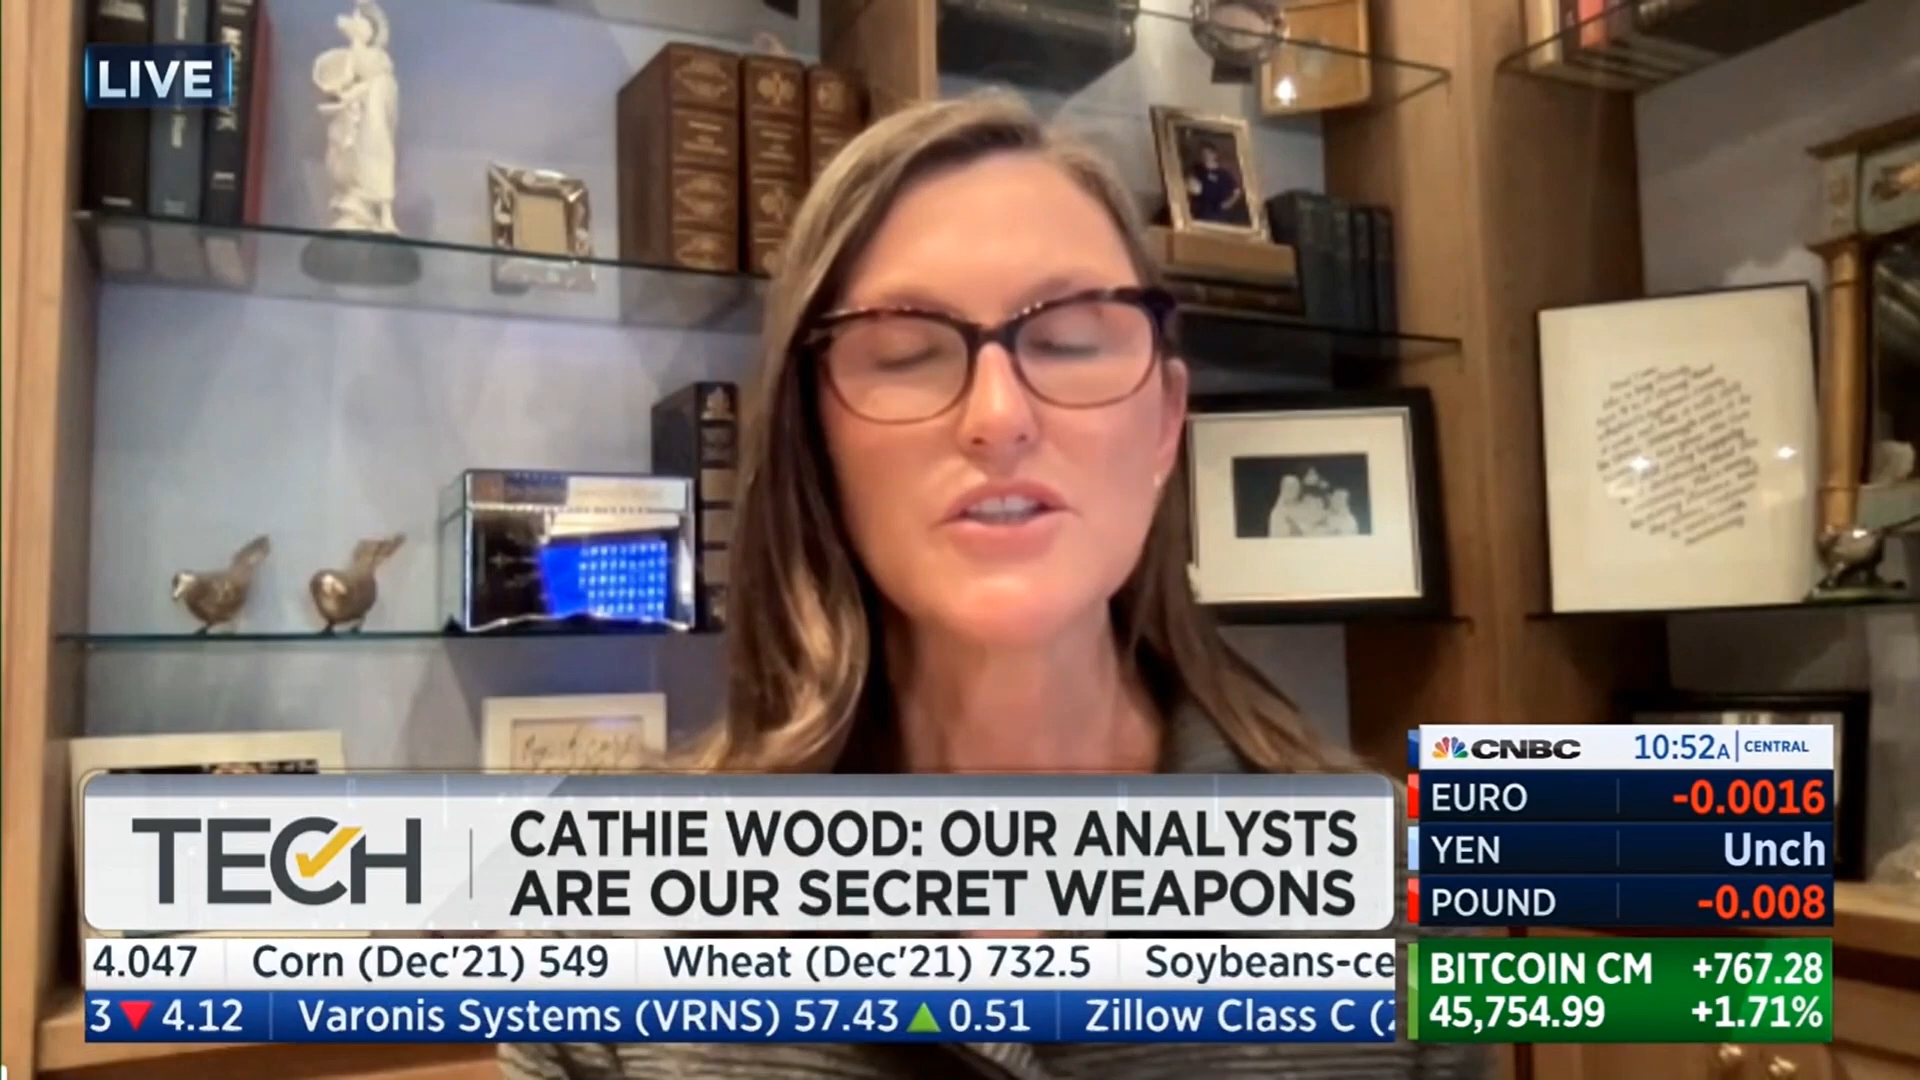 LIVE
CNBC 10:52A CENTRAL
EURO -0.0016
YEN Unch
POUND -0.008
TECH
CATHIE WOOD: OUR ANALYSTS
ARE OUR SECRET WEAPONS
4.047 Corn (Dec'21) 549 Wheat (Dec'21) 732.5 Soybeans-ce
3 ▼ 4.12 Varonis Systems (VRNS) 57.43 ▲ 0.51 Zillow Class C (
BITCOIN CM +767.28
45,754.99 +1.71%